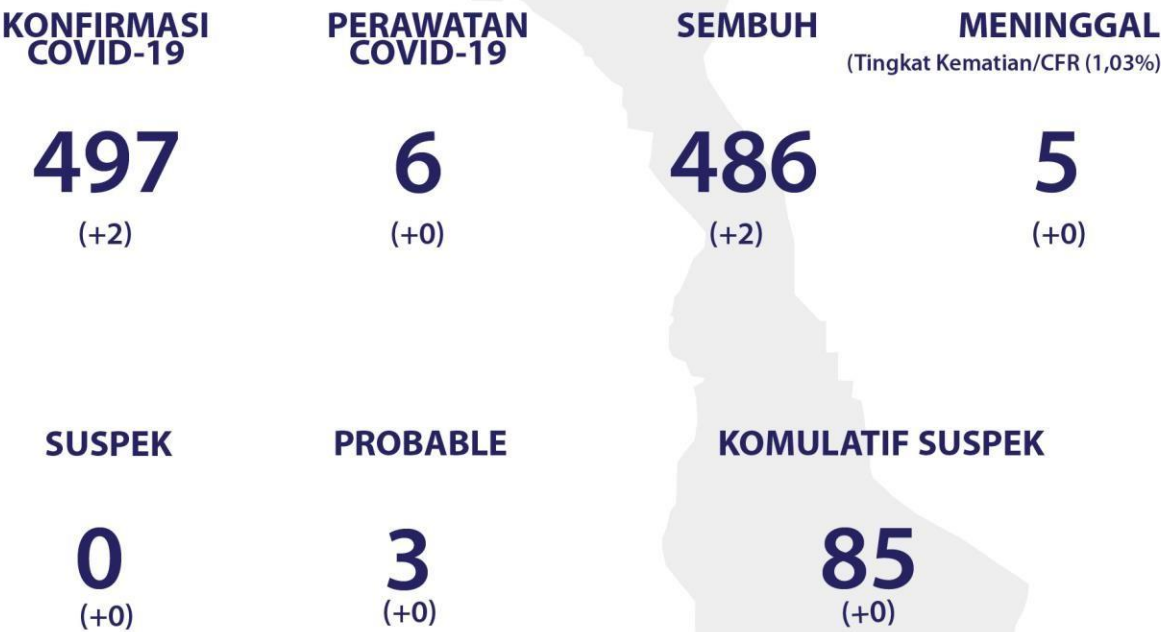 KONFIRMASI
COVID-19
PERAWATAN
COVID-19
SEMBUH
MENINGGAL
(Tingkat Kematian/CFR (1,03%)
497
(+2)
6
(+0)
486
(+2)
5
(+0)
SUSPEK
PROBABLE
KOMULATIF SUSPEK
0
(+0)
3
(+0)
85
(+0)